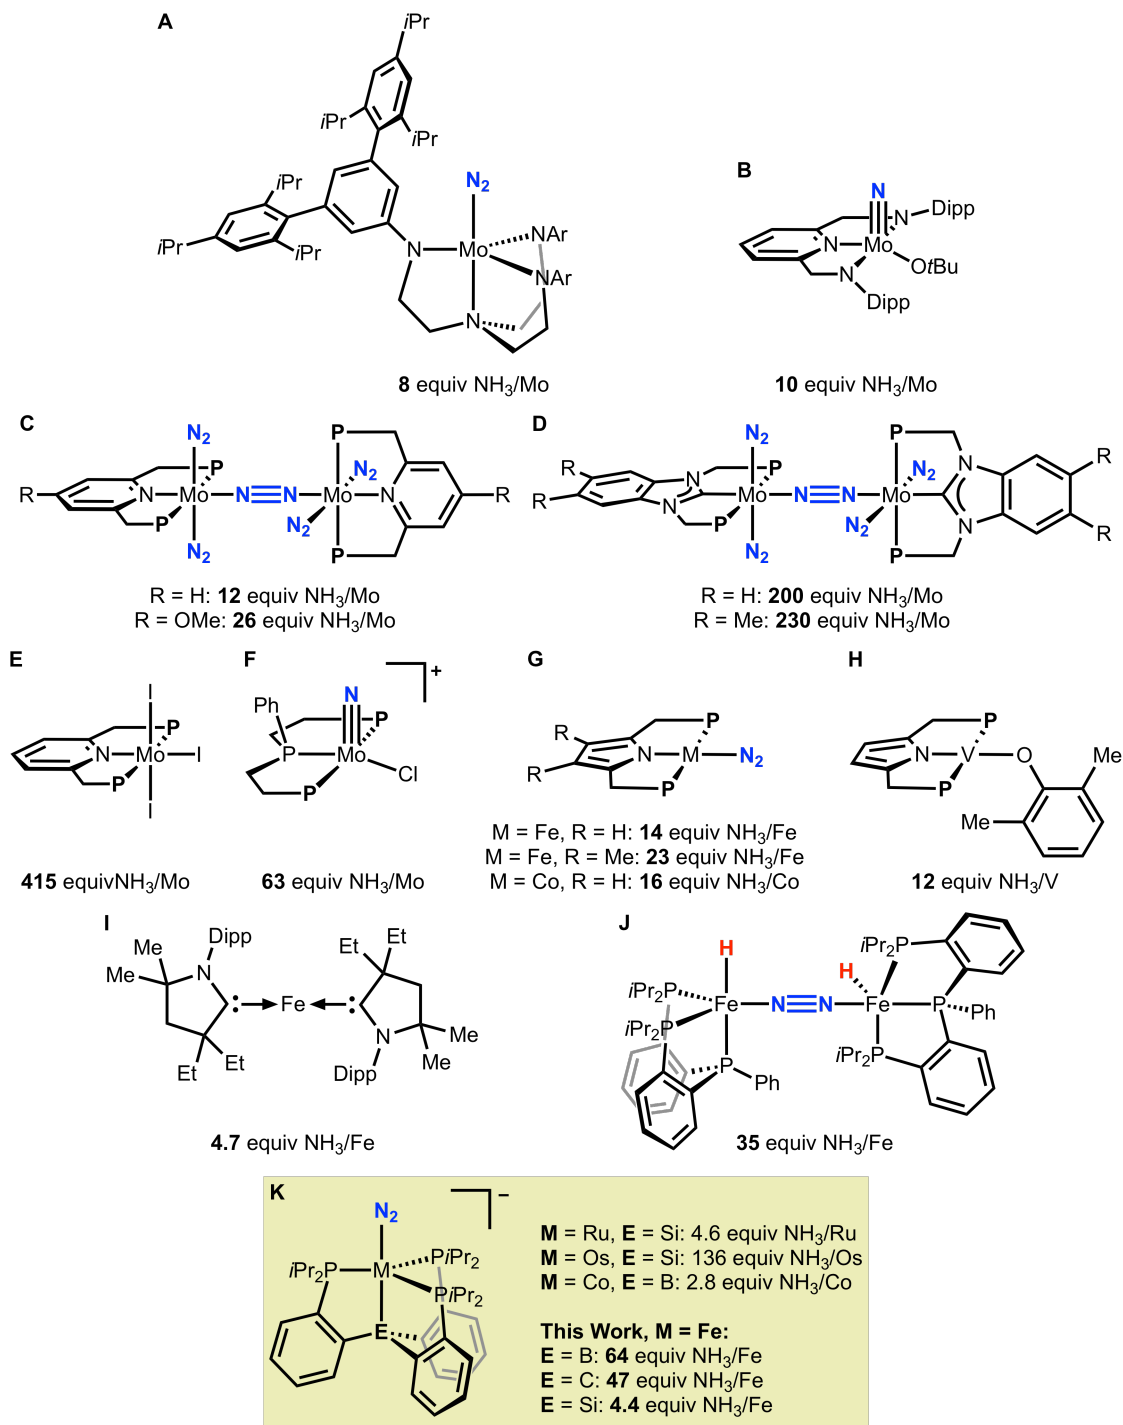 A
iPr
iPr
iPr
iPr
iPr
iPr
N2
N
Mo
NAr
NAr
N
8 equiv NH3/Mo
B
N
N
Dipp
N
Mo
OtBu
N
Dipp
10 equiv NH3/Mo
C
N2
P
P
N2
R
N
Mo
N
N
Mo
N
R
P
N2
N2
P
R = H: 12 equiv NH3/Mo
R = OMe: 26 equiv NH3/Mo
D
N2
P
P
R
N
N2
N
R
R
Mo
N
N
Mo
N
P
N2
N
R
N2
P
R = H: 200 equiv NH3/Mo
R = Me: 230 equiv NH3/Mo
E
I
P
N
Mo
I
P
I
415 equivNH3/Mo
F
+
Ph
N
P
P
Mo
Cl
P
63 equiv NH3/Mo
G
P
R
N
M
N2
R
P
M = Fe, R = H: 14 equiv NH3/Fe
M = Fe, R = Me: 23 equiv NH3/Fe
M = Co, R = H: 16 equiv NH3/Co
H
P
N
V
O
Me
P
Me
12 equiv NH3/V
I
Dipp
Me
Me
N
Et
Et
:
Fe
:
Et
Et
N
Me
Me
Dipp
4.7 equiv NH3/Fe
J
H
iPr2P
iPr2P
Fe
N
N
P
Ph
H
iPr2P
Fe
P
Ph
iPr2P
35 equiv NH3/Fe
K
–
N2
iPr2P
M
PiPr2
PiPr2
E
M = Ru, E = Si: 4.6 equiv NH3/Ru
M = Os, E = Si: 136 equiv NH3/Os
M = Co, E = B: 2.8 equiv NH3/Co
This Work, M = Fe:
E = B: 64 equiv NH3/Fe
E = C: 47 equiv NH3/Fe
E = Si: 4.4 equiv NH3/Fe